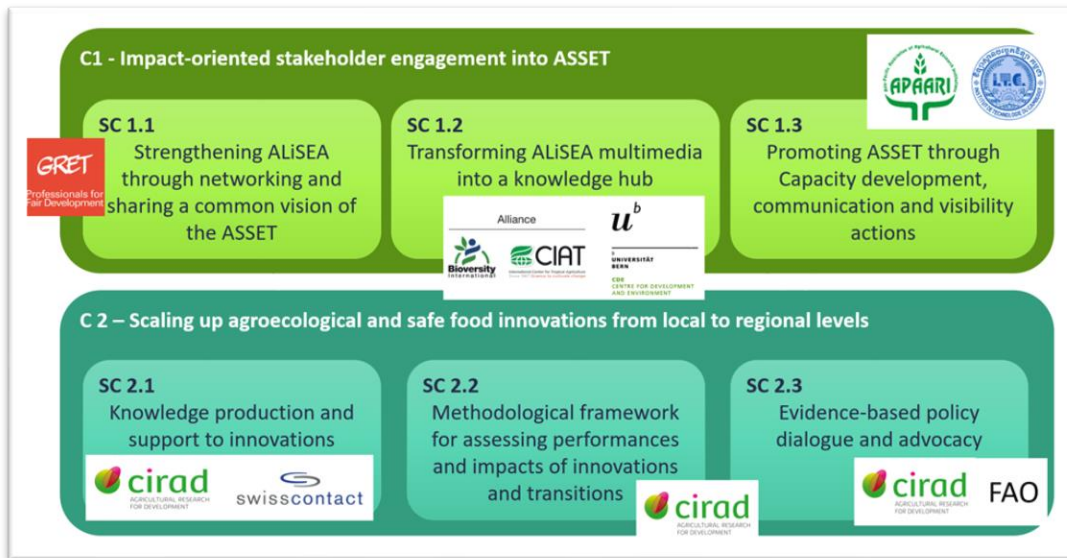 C1 - Impact-oriented stakeholder engagement into ASSET
APAARI
I.T.C.
SC 1.1
Strengthening ALiSEA
through networking and
sharing a common vision of
the ASSET
GRET
Professionals for
Fair Development
SC 1.2
Transforming ALiSEA multimedia
into a knowledge hub
Alliance
Bioversity
International
CIAT
International Center for Tropical Agriculture
u
b
b
UNIVERSITÄT
BERN
CDE
CENTRE FOR DEVELOPMENT
AND ENVIRONMENT
SC 1.3
Promoting ASSET through
Capacity development,
communication and visibility
actions
C 2 – Scaling up agroecological and safe food innovations from local to regional levels
SC 2.1
Knowledge production and
support to innovations
cirad
AGRICULTURAL RESEARCH
FOR DEVELOPMENT
swisscontact
SC 2.2
Methodological framework
for assessing performances
and impacts of innovations
and transitions
cirad
AGRICULTURAL RESEARCH
FOR DEVELOPMENT
SC 2.3
Evidence-based policy
dialogue and advocacy
cirad
AGRICULTURAL RESEARCH
FOR DEVELOPMENT
FAO